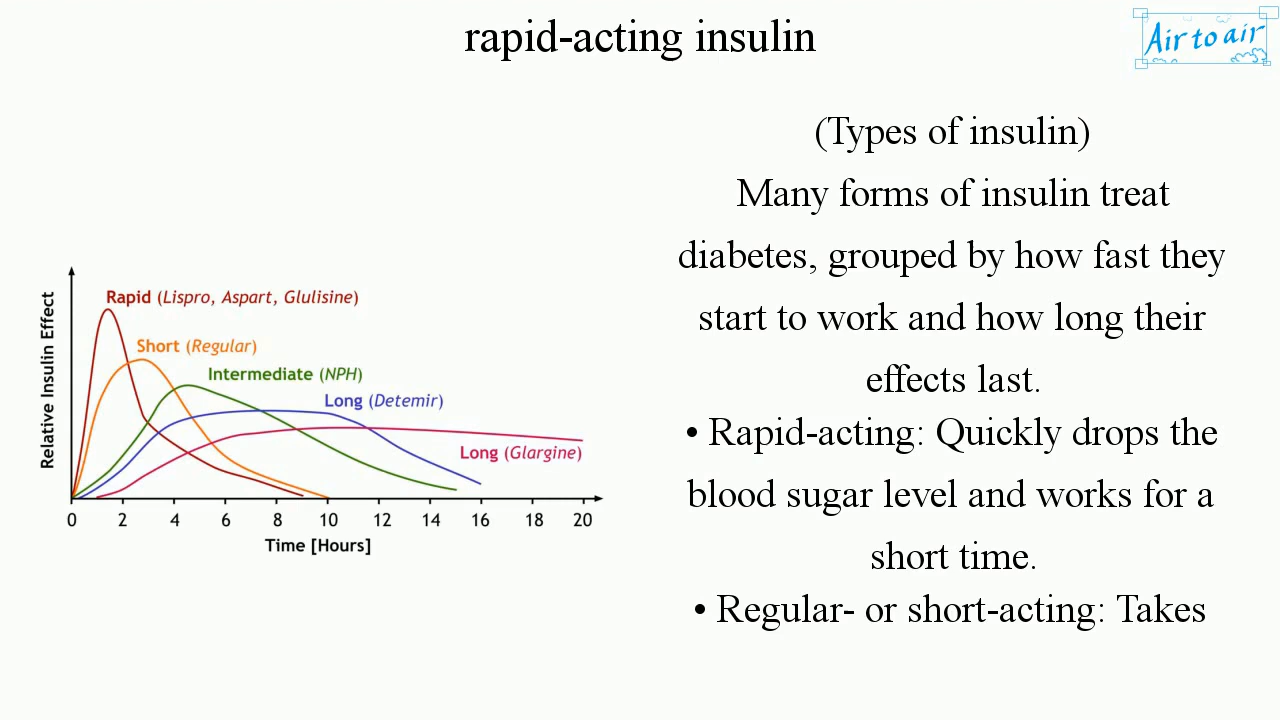 rapid-acting insulin
Air to air
(Types of insulin)
Many forms of insulin treat
diabetes, grouped by how fast they
start to work and how long their
effects last.
• Rapid-acting: Quickly drops the
blood sugar level and works for a
short time.
• Regular- or short-acting: Takes
Relative Insulin Effect
Rapid (Lispro, Aspart, Glulisine)
Short (Regular)
Intermediate (NPH)
Long (Detemir)
Long (Glargine)
0 2 4 6 8 10 12 14 16 18 20
Time [Hours]